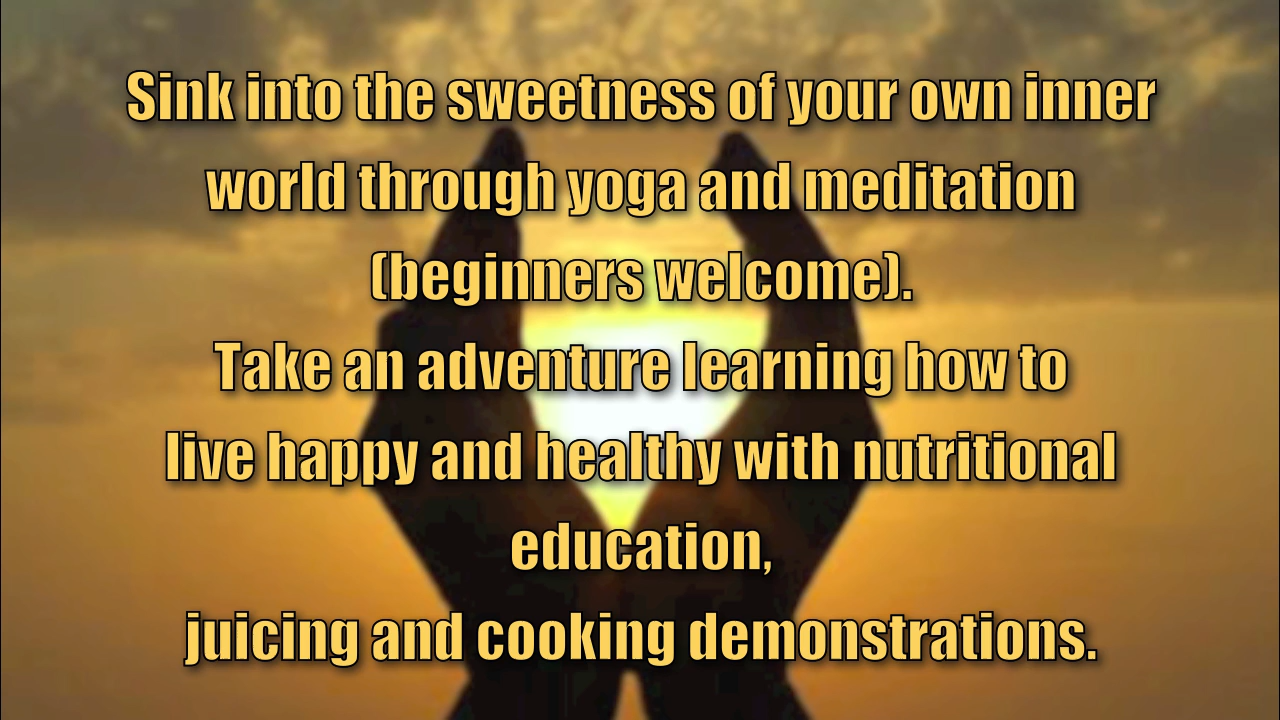 Sink into the sweetness of your own inner
world through yoga and meditation
(beginners welcome).
Take an adventure learning how to
live happy and healthy with nutritional
education,
juicing and cooking demonstrations.